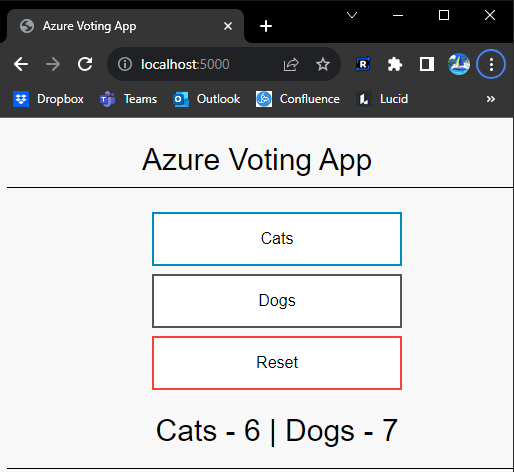 Azure Voting App
localhost:5000
Dropbox Teams Outlook Confluence Lucid »
Azure Voting App
Cats
Dogs
Reset
Cats - 6 | Dogs - 7